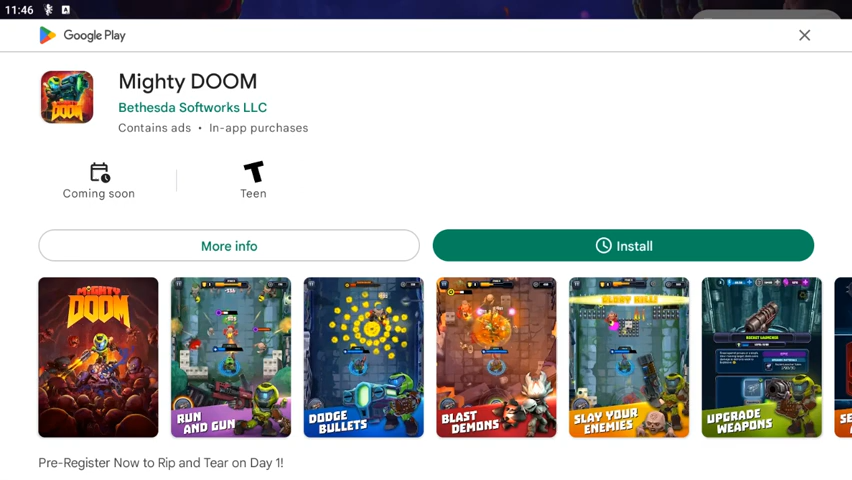 11:46
Google Play
Mighty DOOM
Bethesda Softworks LLC
Contains ads • In-app purchases
Coming soon
Teen
More info
Install
MIGHTY
DOOM
RUN
AND GUN
DODGE
BULLETS
BLAST
DEMONS
GLORY KILL!
SLAY YOUR
ENEMIES
ROCKET LAUNCHER
UPGRADE
WEAPONS
Pre-Register Now to Rip and Tear on Day 1!